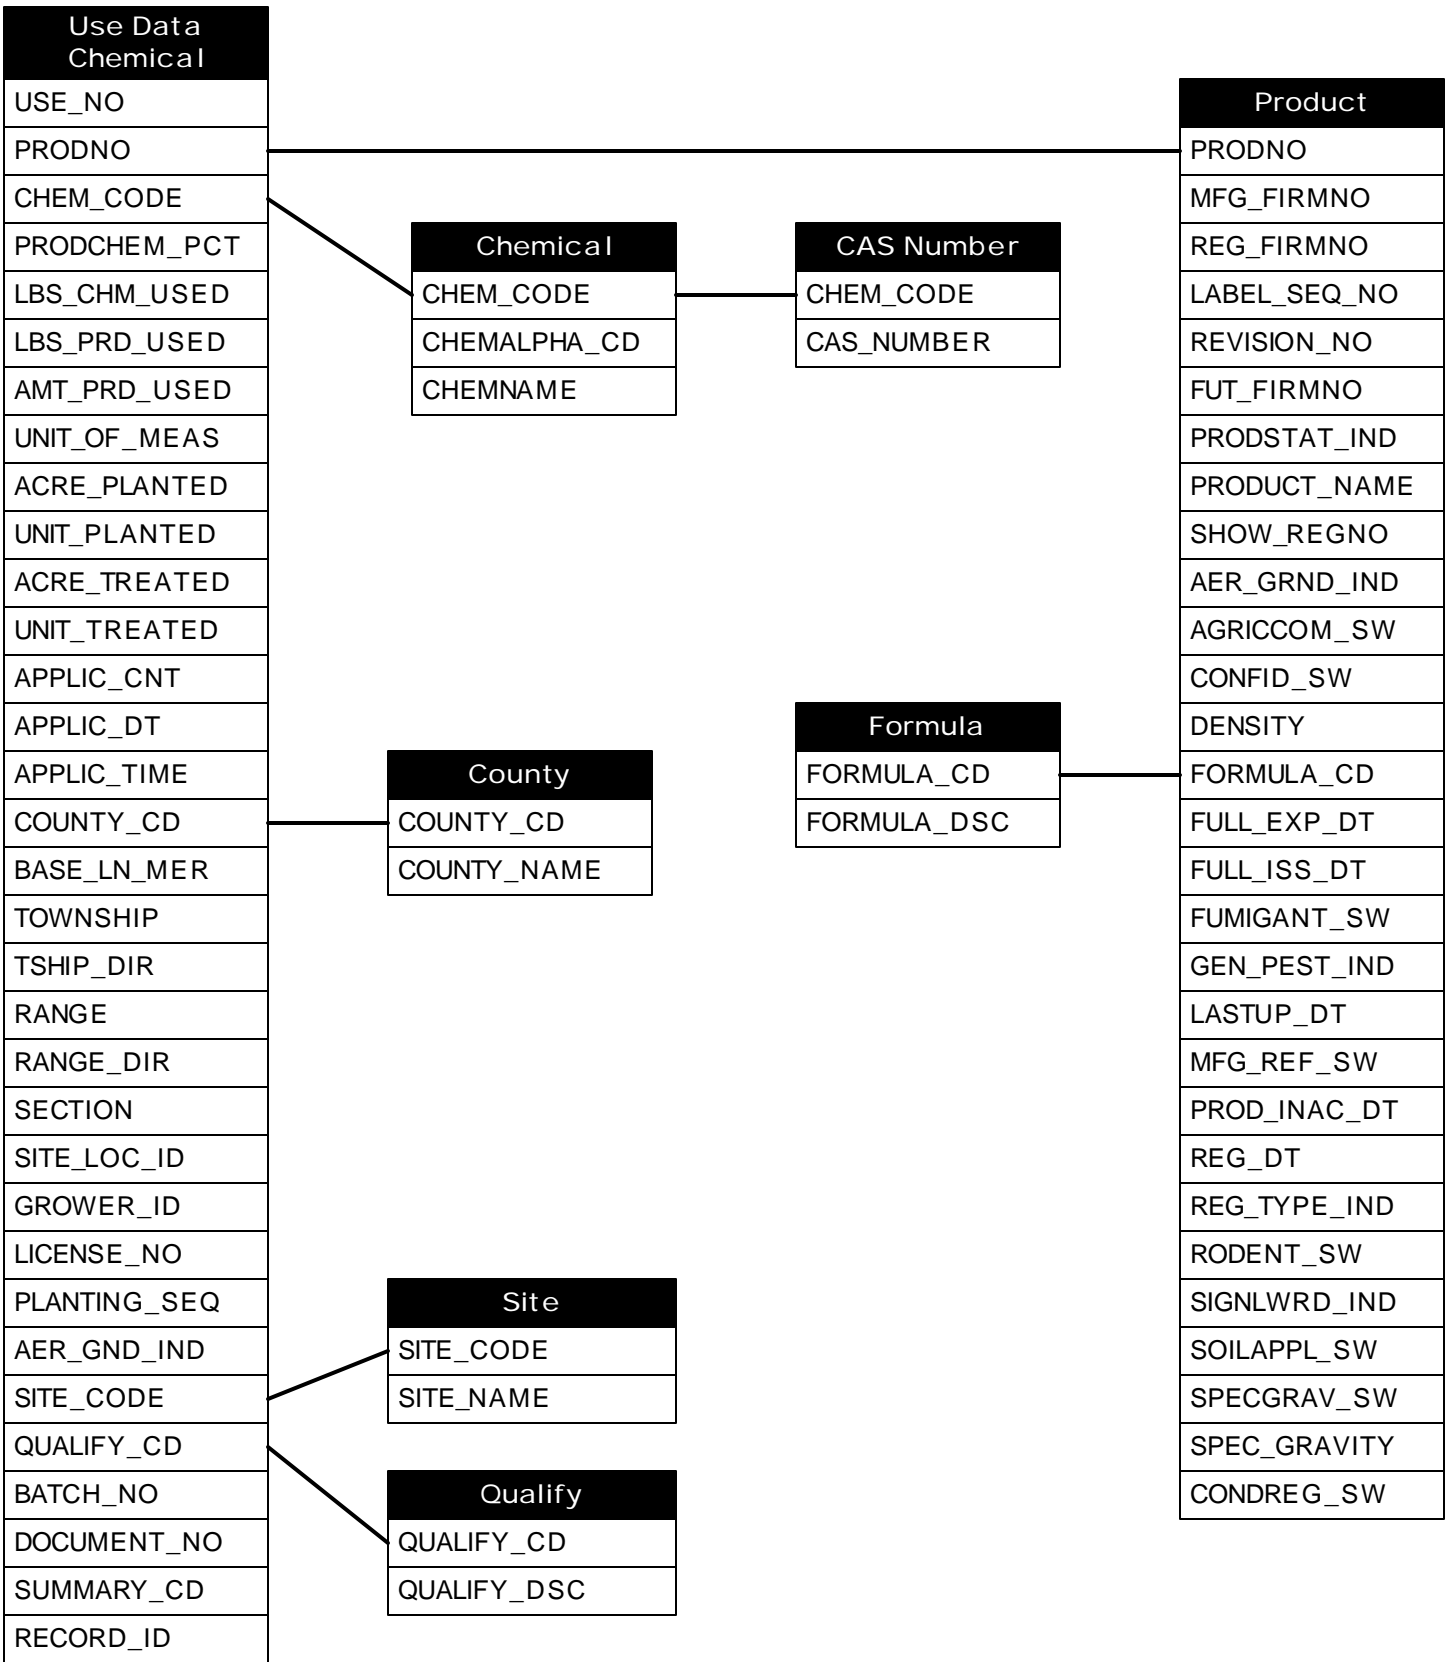 Use Data
Chemical
USE_NO
PRODNO
CHEM_CODE
PRODCHEM_PCT
LBS_CHM_USED
LBS_PRD_USED
AMT_PRD_USED
UNIT_OF_MEAS
ACRE_PLANTED
UNIT_PLANTED
ACRE_TREATED
UNIT_TREATED
APPLIC_CNT
APPLIC_DT
APPLIC_TIME
COUNTY_CD
BASE_LN_MER
TOWNSHIP
TSHIP_DIR
RANGE
RANGE_DIR
SECTION
SITE_LOC_ID
GROWER_ID
LICENSE_NO
PLANTING_SEQ
AER_GND_IND
SITE_CODE
QUALIFY_CD
BATCH_NO
DOCUMENT_NO
SUMMARY_CD
RECORD_ID
Chemical
CHEM_CODE
CHEMALPHA_CD
CHEMNAME
CAS Number
CHEM_CODE
CAS_NUMBER
County
COUNTY_CD
COUNTY_NAME
Formula
FORMULA_CD
FORMULA_DSC
Site
SITE_CODE
SITE_NAME
Qualify
QUALIFY_CD
QUALIFY_DSC
Product
PRODNO
MFG_FIRMNO
REG_FIRMNO
LABEL_SEQ_NO
REVISION_NO
FUT_FIRMNO
PRODSTAT_IND
PRODUCT_NAME
SHOW_REGNO
AER_GRND_IND
AGRICCOM_SW
CONFID_SW
DENSITY
FORMULA_CD
FULL_EXP_DT
FULL_ISS_DT
FUMIGANT_SW
GEN_PEST_IND
LASTUP_DT
MFG_REF_SW
PROD_INAC_DT
REG_DT
REG_TYPE_IND
RODENT_SW
SIGNLWRD_IND
SOILAPPL_SW
SPECGRAV_SW
SPEC_GRAVITY
CONDREG_SW